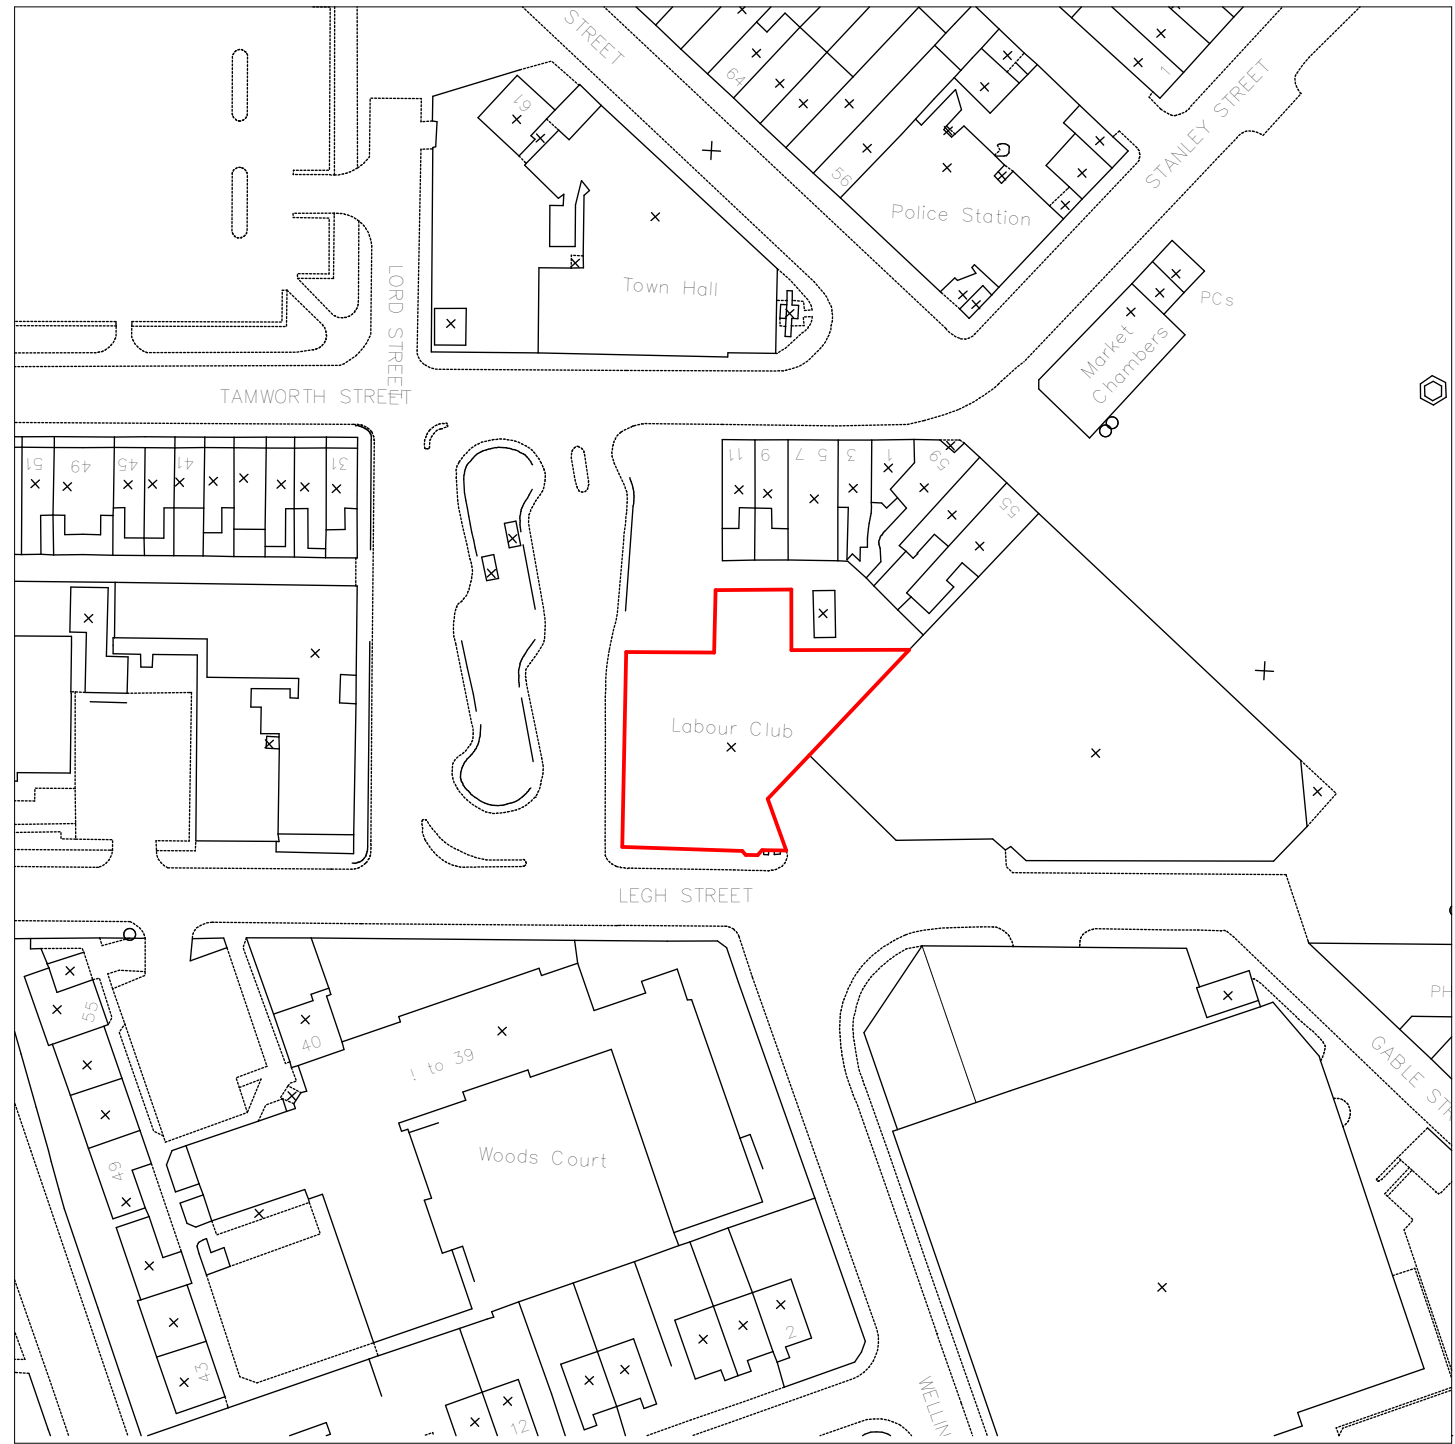 STREET
64
61
1
STANLEY STREET
56
Police Station
LORD STREET
Town Hall
PCs
Market
Chambers
TAMWORTH STREET
51
49
45
41
31
11
9
7
5
3
1
59
55
Labour Club
LEGH STREET
55
40
! to 39
PH
GABLE STR
49
Woods Court
43
12
2
WELLIN